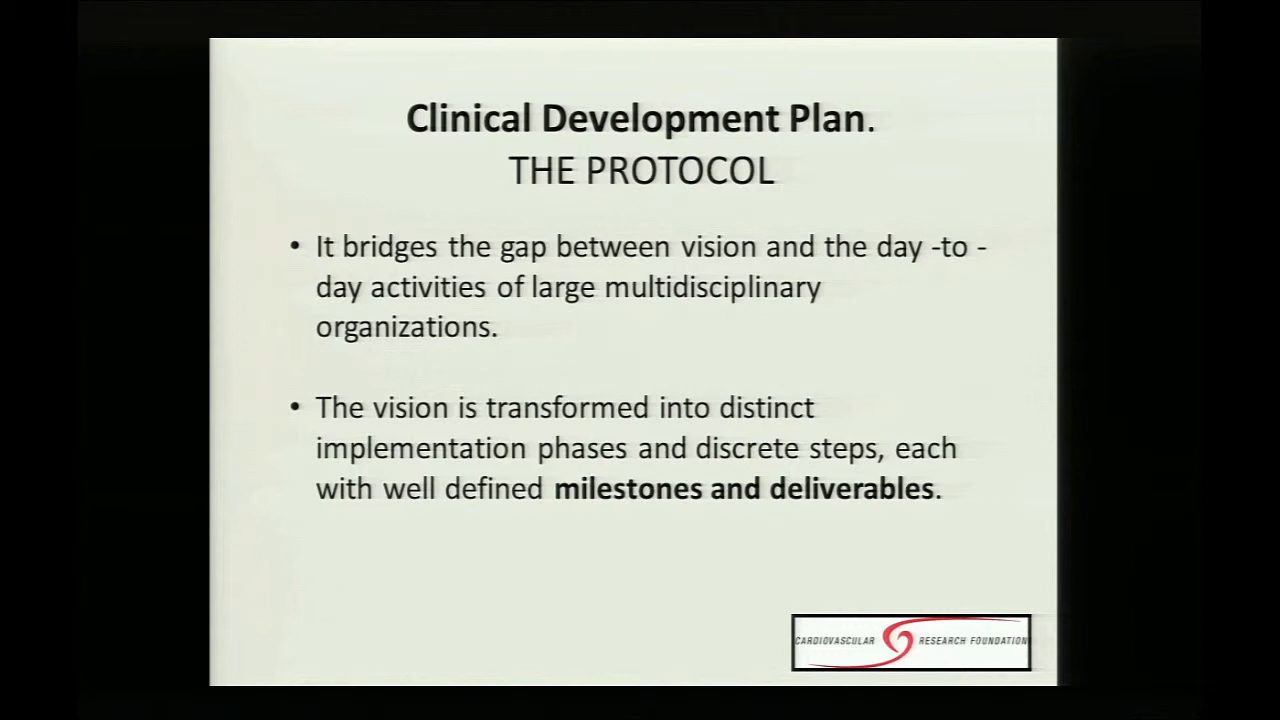 Clinical Development Plan.
THE PROTOCOL
• It bridges the gap between vision and the day -to -
day activities of large multidisciplinary
organizations.
• The vision is transformed into distinct
implementation phases and discrete steps, each
with well defined milestones and deliverables.
CARDIOVASCULAR RESEARCH FOUNDATION